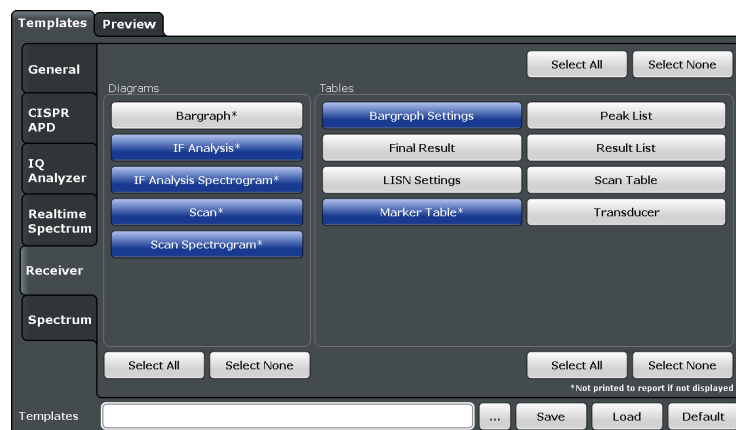 Templates Preview
General
Select All Select None
Diagrams Tables
CISPR
APD
Bargraph* Bargraph Settings Peak List
IF Analysis* Final Result Result List
IQ
Analyzer
IF Analysis Spectrogram* LISN Settings Scan Table
Realtime
Spectrum
Scan* Marker Table* Transducer
Scan Spectrogram*
Receiver
Spectrum
Select All Select None Select All Select None
*Not printed to report if not displayed
Templates ... Save Load Default